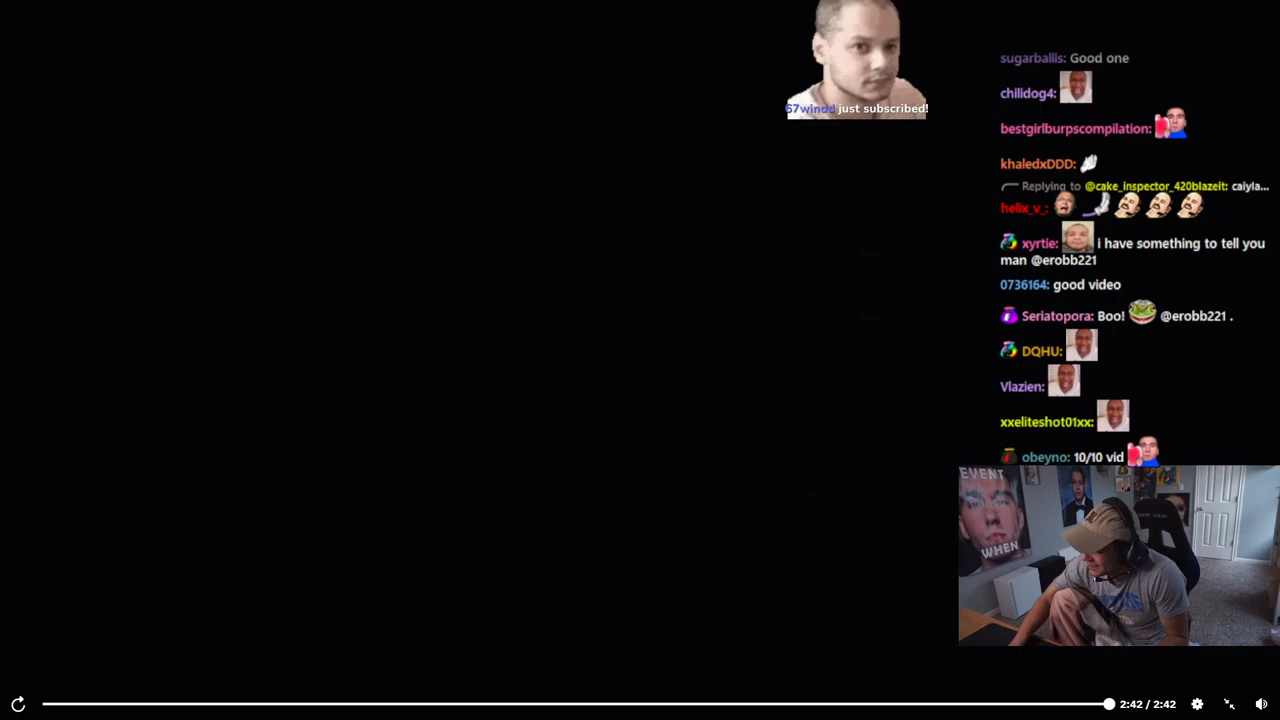 sugarballls: Good one
67windd just subscribed!
chilidog4:
bestgirlburpscompilation:
khaledxDDD:
Replying to @cake_inspector_420blazeit: caiyla...
helix_v_:
xyrtie: i have something to tell you
man @erobb221
0736164: good video
Seriatopora: Boo! @erobb221 .
DQHU:
Vlazien:
xxeliteshot01xx:
obeyno: 10/10 vid
EVENT
WHEN
2:42 / 2:42